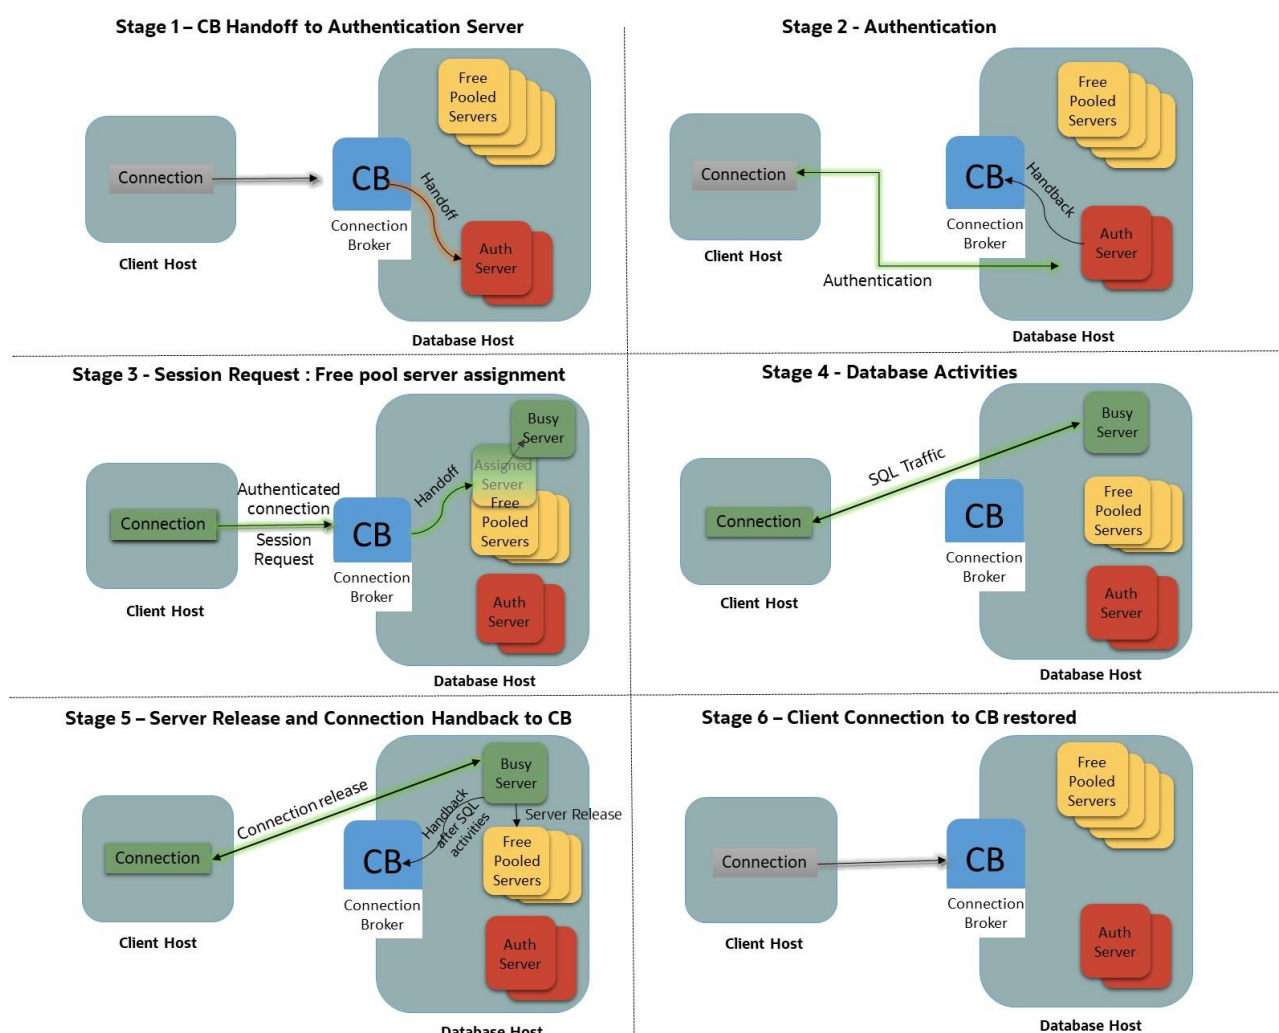 Stage 1 – CB Handoff to Authentication Server
Free
Pooled
Servers
Connection
CB
Handoff
Connection
Broker
Auth
Server
Client Host
Database Host
Stage 2 - Authentication
Free
Pooled
Servers
Connection
CB
Handback
Connection
Broker
Auth
Server
Client Host
Authentication
Database Host
Stage 3 - Session Request : Free pool server assignment
Busy
Server
Assigned
Server
Handoff
Authenticated
connection
Free
Pooled
Servers
Connection
CB
Session
Request
Connection
Broker
Auth
Server
Client Host
Database Host
Stage 4 - Database Activities
Busy
Server
SQL Traffic
Free
Pooled
Servers
Connection
CB
Connection
Broker
Auth
Server
Client Host
Database Host
Stage 5 – Server Release and Connection Handback to CB
Busy
Server
Connection release
Handback
after SQL
activities
Server Release
Free
Pooled
Servers
Connection
CB
Connection
Broker
Auth
Server
Client Host
Database Host
Stage 6 – Client Connection to CB restored
Free
Pooled
Servers
Connection
CB
Connection
Broker
Auth
Server
Client Host
Database Host